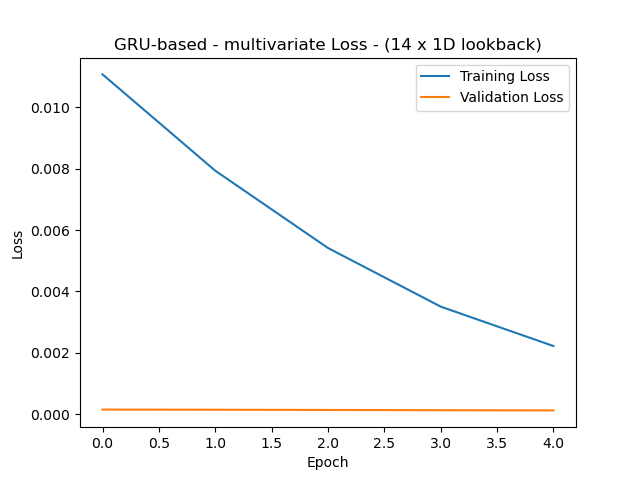 GRU-based - multivariate Loss - (14 x 1D lookback)
Training Loss
Validation Loss
0.010
0.008
0.006
0.004
0.002
0.000
Loss
0.0 0.5 1.0 1.5 2.0 2.5 3.0 3.5 4.0
Epoch